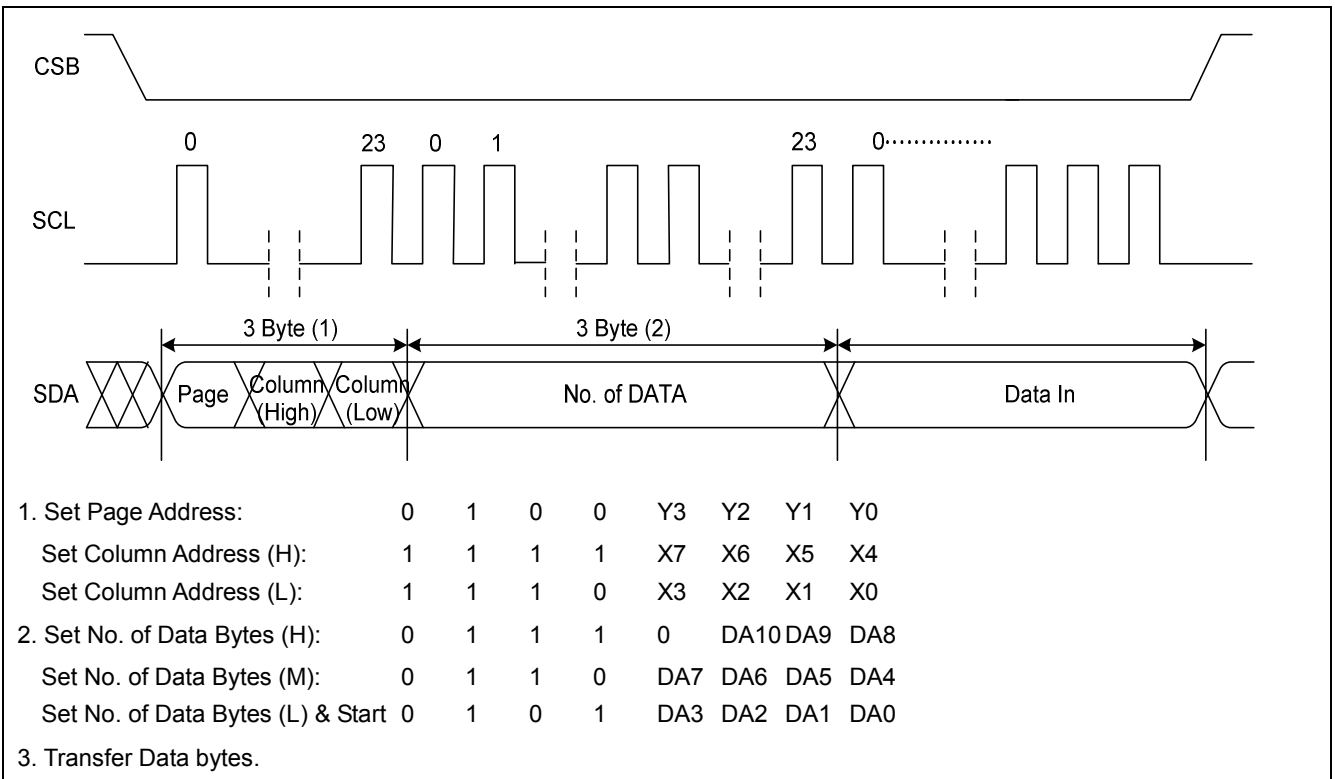 CSB
0 23 0 1 23 0..............
SCL
3 Byte (1) 3 Byte (2)
SDA Page Column (High) Column (Low) No. of DATA Data In
1. Set Page Address: 0 1 0 0 Y3 Y2 Y1 Y0
Set Column Address (H): 1 1 1 1 X7 X6 X5 X4
Set Column Address (L): 1 1 1 0 X3 X2 X1 X0
2. Set No. of Data Bytes (H): 0 1 1 1 0 DA10 DA9 DA8
Set No. of Data Bytes (M): 0 1 1 0 DA7 DA6 DA5 DA4
Set No. of Data Bytes (L) & Start 0 1 0 1 DA3 DA2 DA1 DA0
3. Transfer Data bytes.